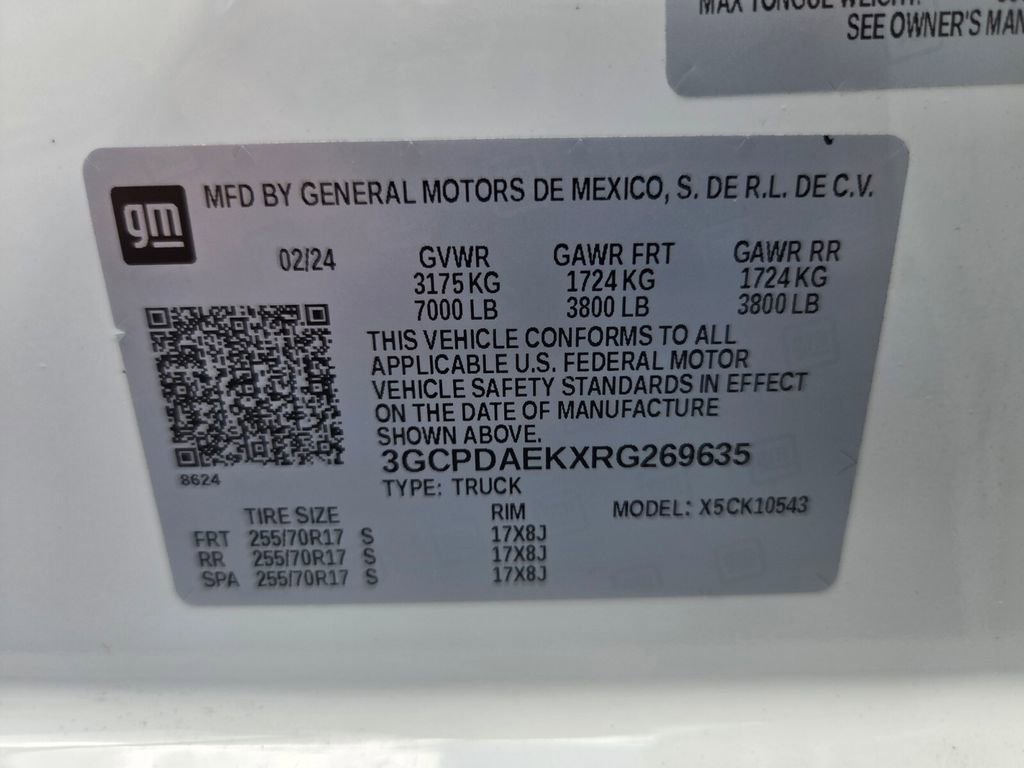 MAX TONGUE WEIGHT:
SEE OWNER'S MAN
gm
MFD BY GENERAL MOTORS DE MEXICO, S. DE R.L. DE C.V.
02/24 GVWR GAWR FRT GAWR RR
3175 KG 1724 KG 1724 KG
7000 LB 3800 LB 3800 LB
THIS VEHICLE CONFORMS TO ALL
APPLICABLE U.S. FEDERAL MOTOR
VEHICLE SAFETY STANDARDS IN EFFECT
ON THE DATE OF MANUFACTURE
SHOWN ABOVE.
3GCPDAEKXRG269635
8624
TYPE: TRUCK
TIRE SIZE RIM MODEL: X5CK10543
FRT 255/70R17 S 17X8J
RR 255/70R17 S 17X8J
SPA 255/70R17 S 17X8J